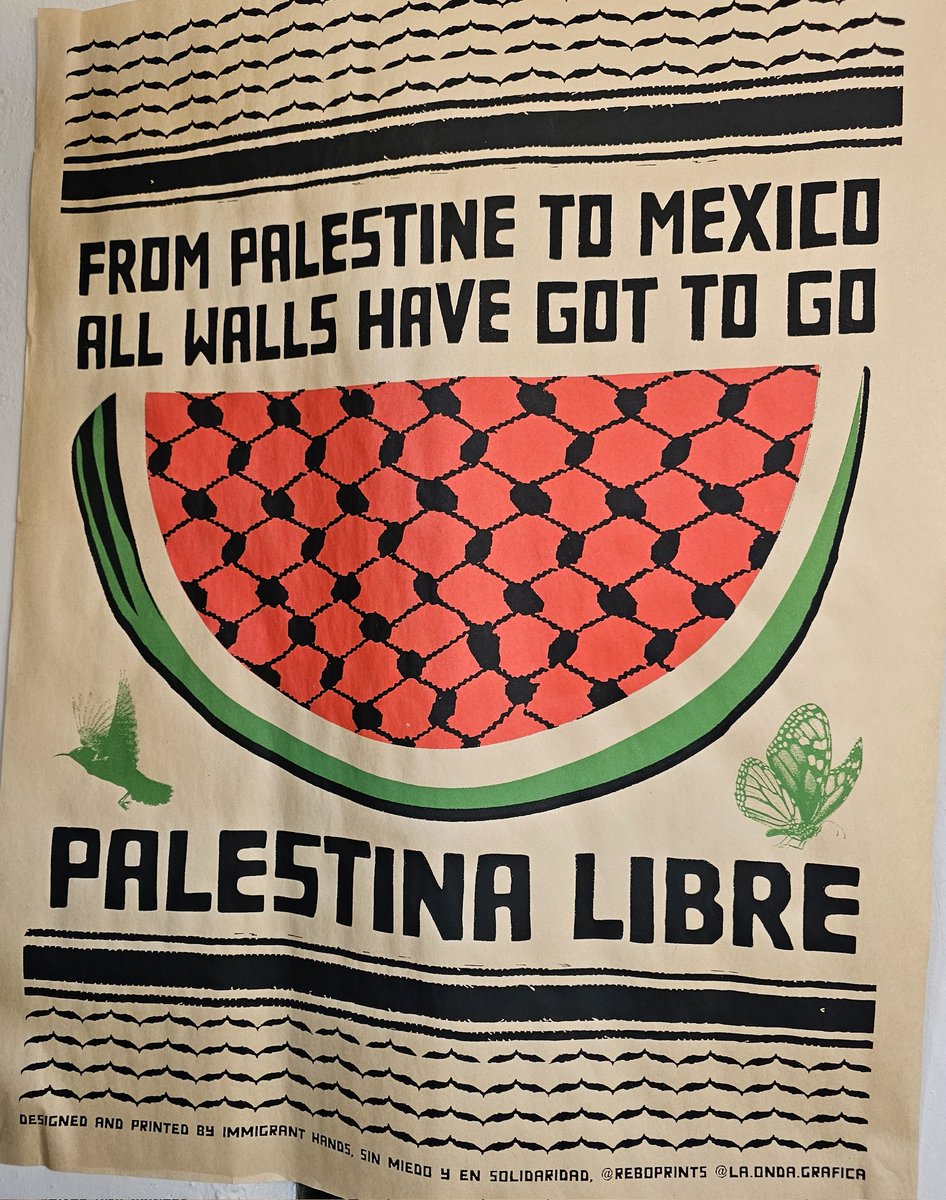 FROM PALESTINE TO MEXICO
ALL WALLS HAVE GOT TO GO
PALESTINA LIBRE
DESIGNED AND PRINTED BY IMMIGRANT HANDS, SIN MIEDO Y EN SOLIDARIDAD, @REBOPRINTS @LA.ONDA.GRAFICA